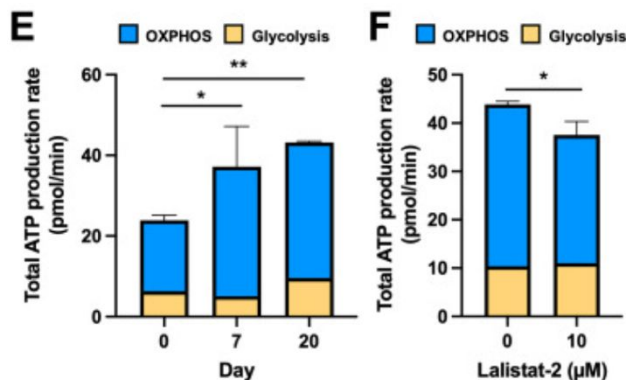 E
OXPHOS Glycolysis
Total ATP production rate
(pmol/min)
60
40
20
0
**
*
0 7 20
Day
F
OXPHOS Glycolysis
Total ATP production rate
(pmol/min)
50
40
30
20
10
0
*
0 10
Lalistat-2 (µM)